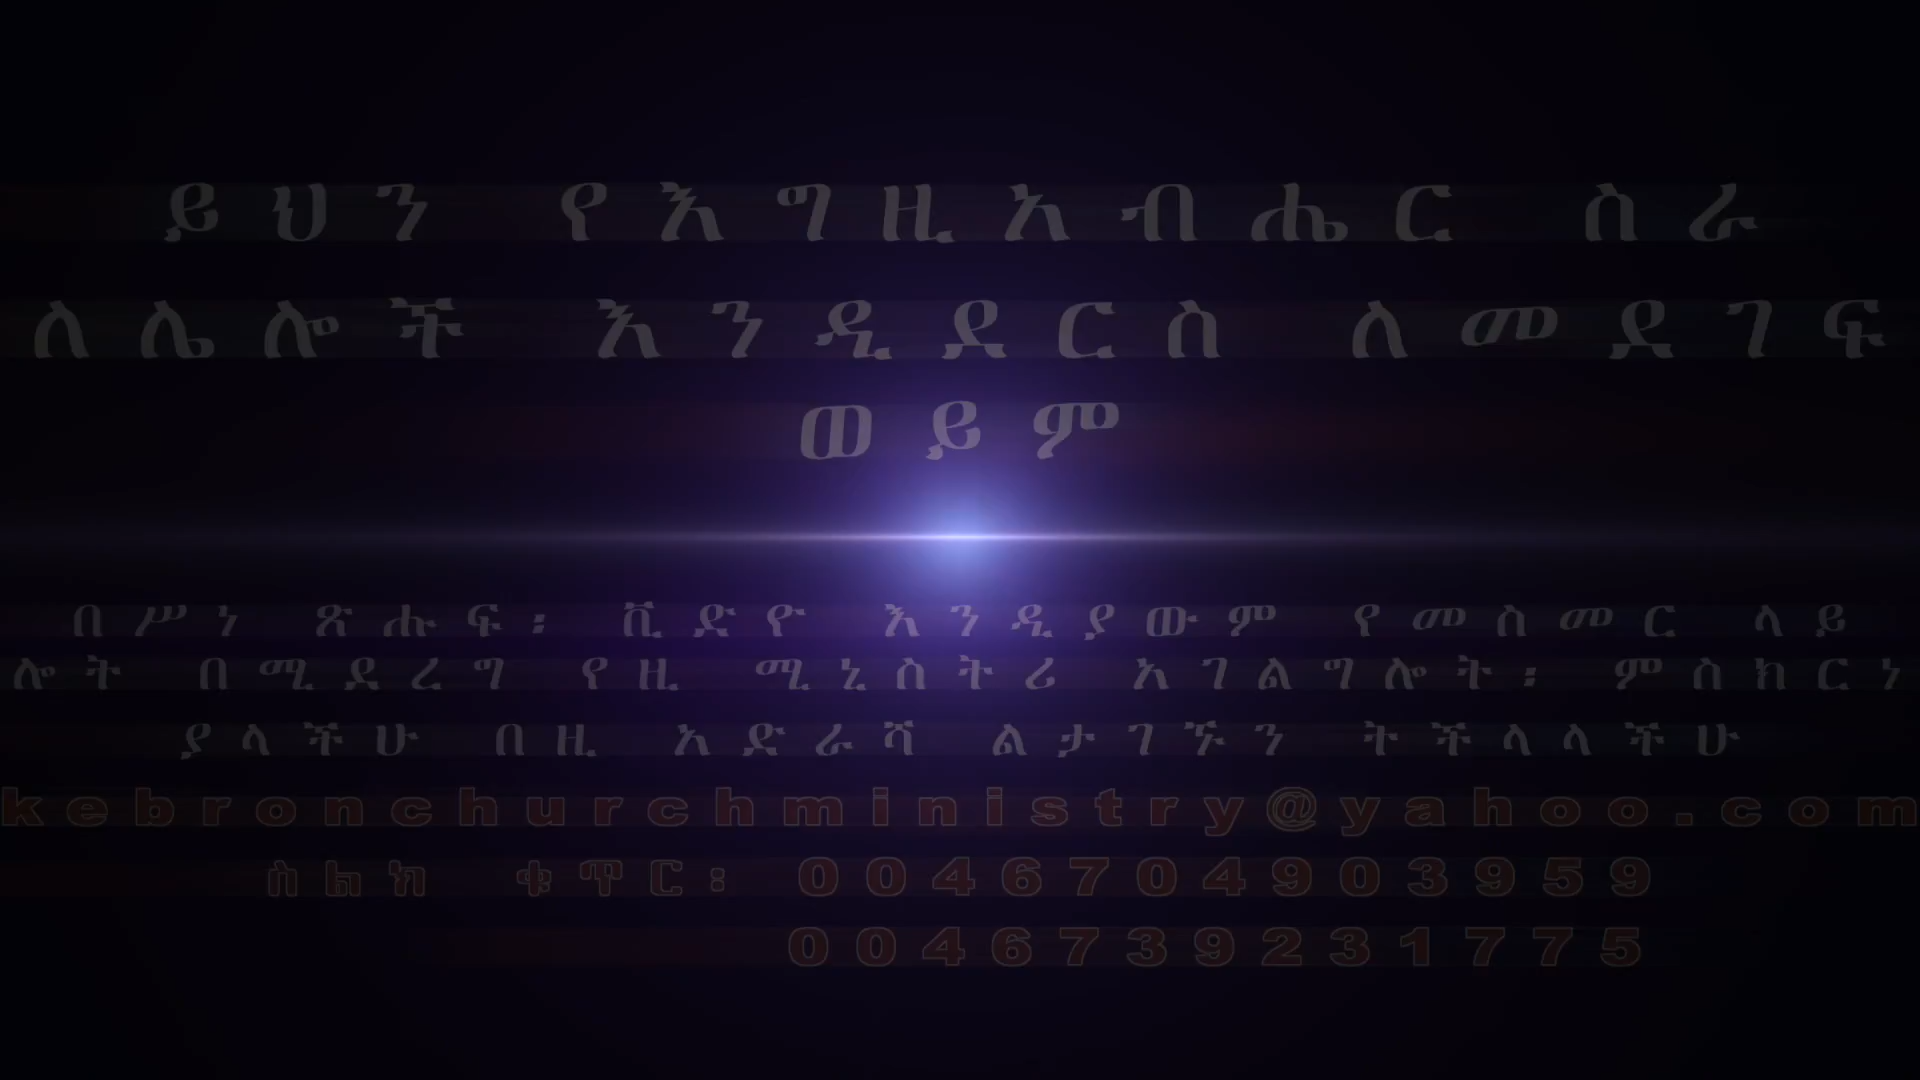 ይህን የእግዚአብሔር ስራ
ለሌሎች እንዲደርስ ለመደገፍ
ወይም
በሥነ ጽሑፍ፡ ቪድዮ እንዲያውም የመስመር ላይ
ሎት በሚደረግ የዚ ሚኒስትሪ አገልግሎት፡ ምስክርነ
ያላችሁ በዚ አድራሻ ልታገኙን ትችላላችሁ
kebronchurchministry@yahoo.com
ስልክ ቁጥር፡ 0046704903959
0046739231775